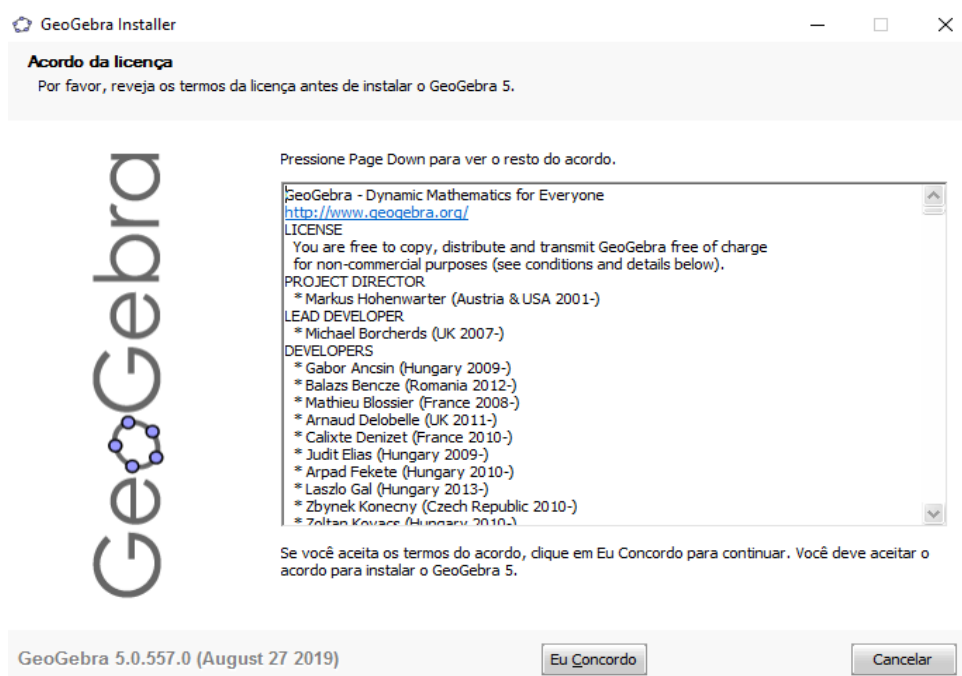 GeoGebra Installer
Acordo da licença
Por favor, reveja os termos da licença antes de instalar o GeoGebra 5.
GeoGebra
Pressione Page Down para ver o resto do acordo.
GeoGebra - Dynamic Mathematics for Everyone
http://www.geogebra.org/
LICENSE
You are free to copy, distribute and transmit GeoGebra free of charge
for non-commercial purposes (see conditions and details below).
PROJECT DIRECTOR
* Markus Hohenwarter (Austria & USA 2001-)
LEAD DEVELOPER
* Michael Borcherds (UK 2007-)
DEVELOPERS
* Gabor Ancsin (Hungary 2009-)
* Balazs Bencze (Romania 2012-)
* Mathieu Blossier (France 2008-)
* Arnaud Delobelle (UK 2011-)
* Calixte Denizet (France 2010-)
* Judit Elias (Hungary 2009-)
* Arpad Fekete (Hungary 2010-)
* Laszlo Gal (Hungary 2013-)
* Zbynek Konecny (Czech Republic 2010-)
* Zoltan Kovacs (Hungary 2010-)
Se você aceita os termos do acordo, clique em Eu Concordo para continuar. Você deve aceitar o
acordo para instalar o GeoGebra 5.
GeoGebra 5.0.557.0 (August 27 2019)
Eu Concordo
Cancelar